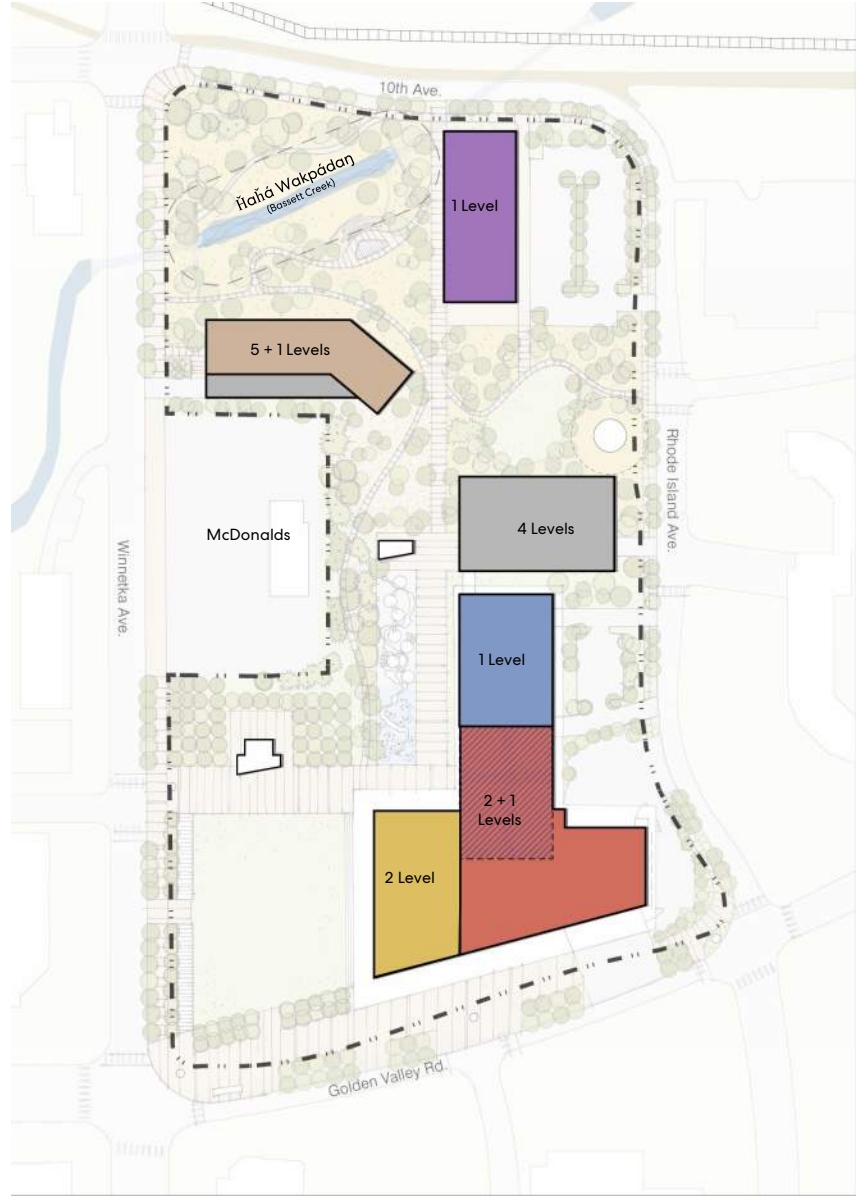 10th Ave.
Ȟaȟá Wakpádaŋ
(Bassett Creek)
1 Level
5 + 1 Levels
Rhode Island Ave.
McDonalds
4 Levels
Winnetka Ave.
1 Level
2 + 1
Levels
2 Level
Golden Valley Rd.